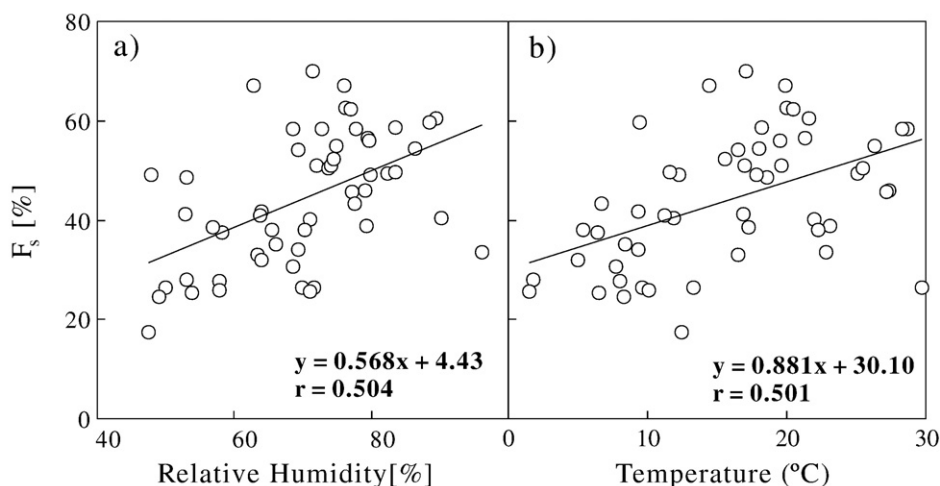 80
60
40
20
0
F_s [%]
a)
y = 0.568x + 4.43
r = 0.504
40
60
80
Relative Humidity[%]
b)
y = 0.881x + 30.10
r = 0.501
0
10
20
30
Temperature (ºC)